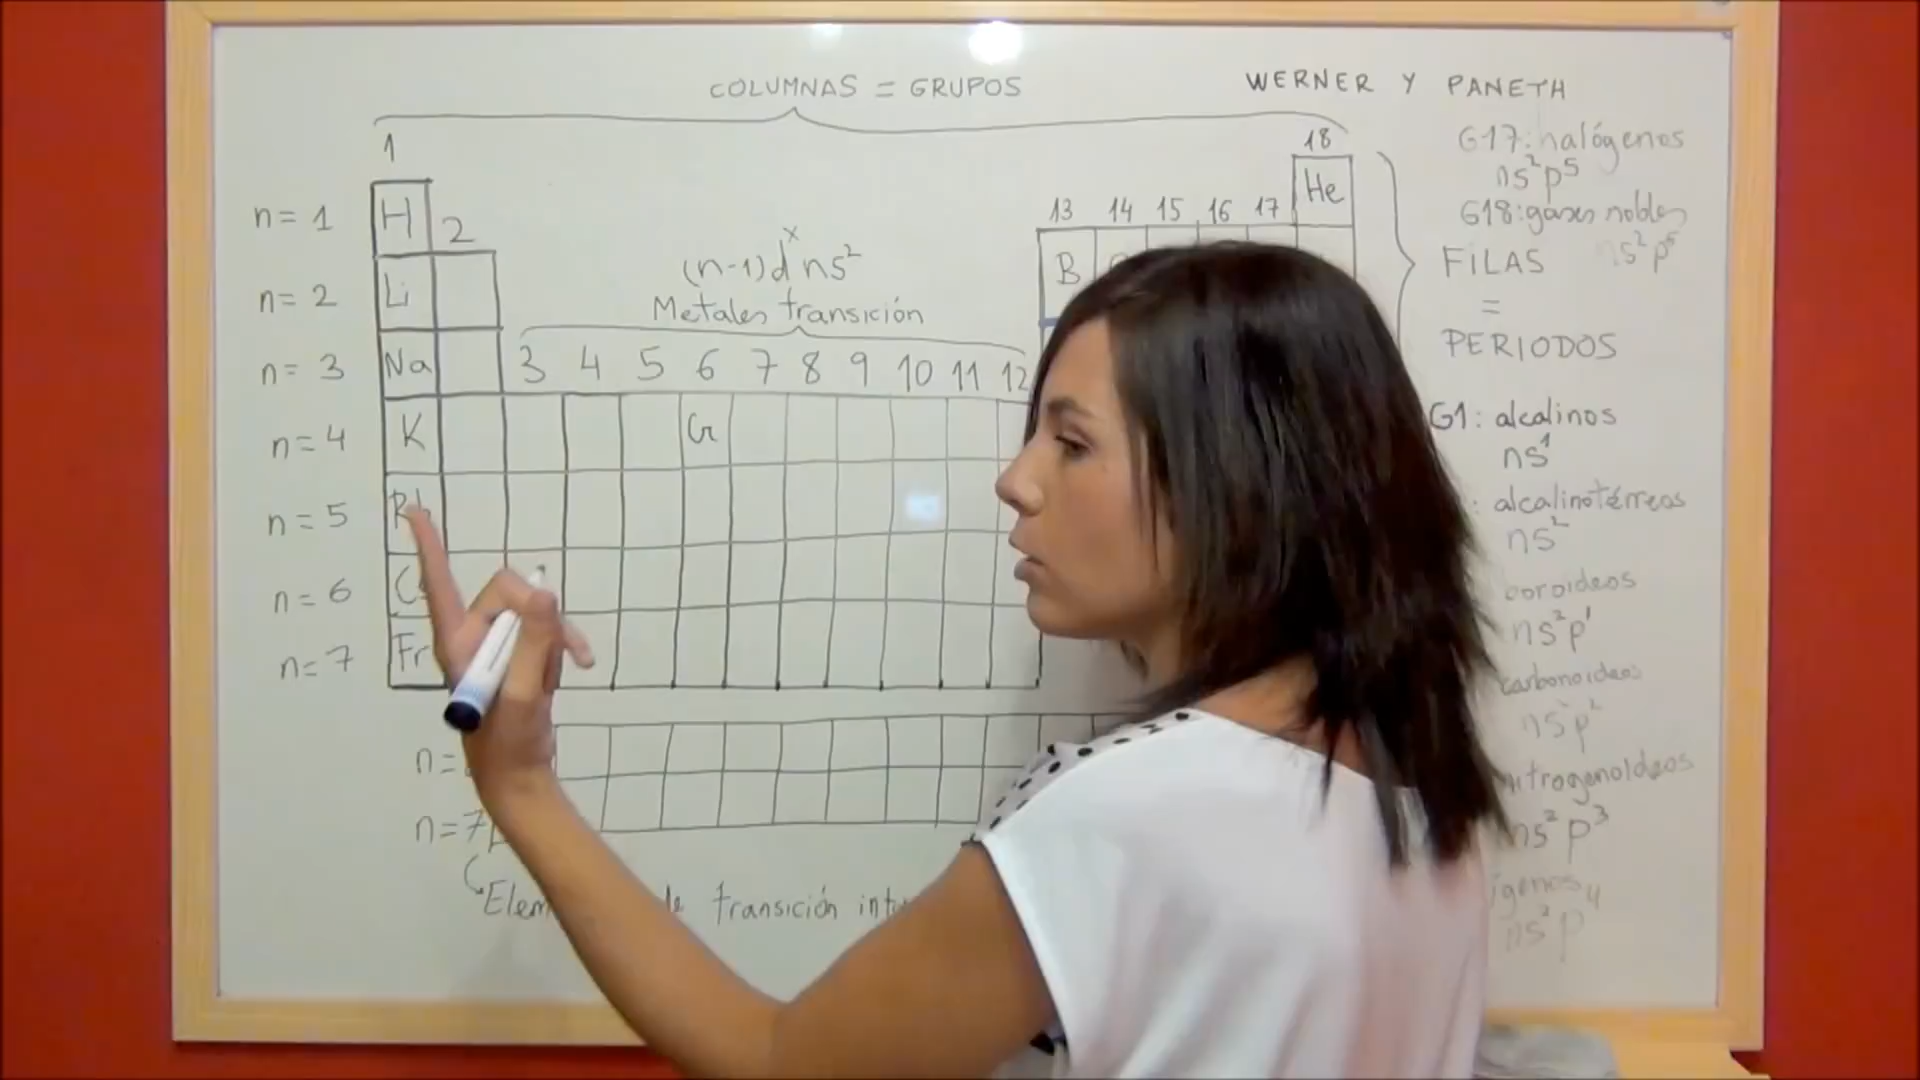 COLUMNAS = GRUPOS
WERNER Y PANETH
1
18
G17: halógenos
ns²p⁵
G18: gases nobles
ns²p⁶
n = 1
H
2
13 14 15 16 17
He
(n-1)dˣns²
Metales transición
B
FILAS
=
PERIODOS
n = 2
Li
n = 3
Na
3 4 5 6 7 8 9 10 11 12
n = 4
K
Cr
G1: alcalinos
ns¹
n = 5
Rb
: alcalinotérreos
ns²
n = 6
ns²p¹
n = 7
Fr
carbonoideos
ns²p²
n =
nitrogenoideos
ns²p³
n = 7
transición
ns²p⁴